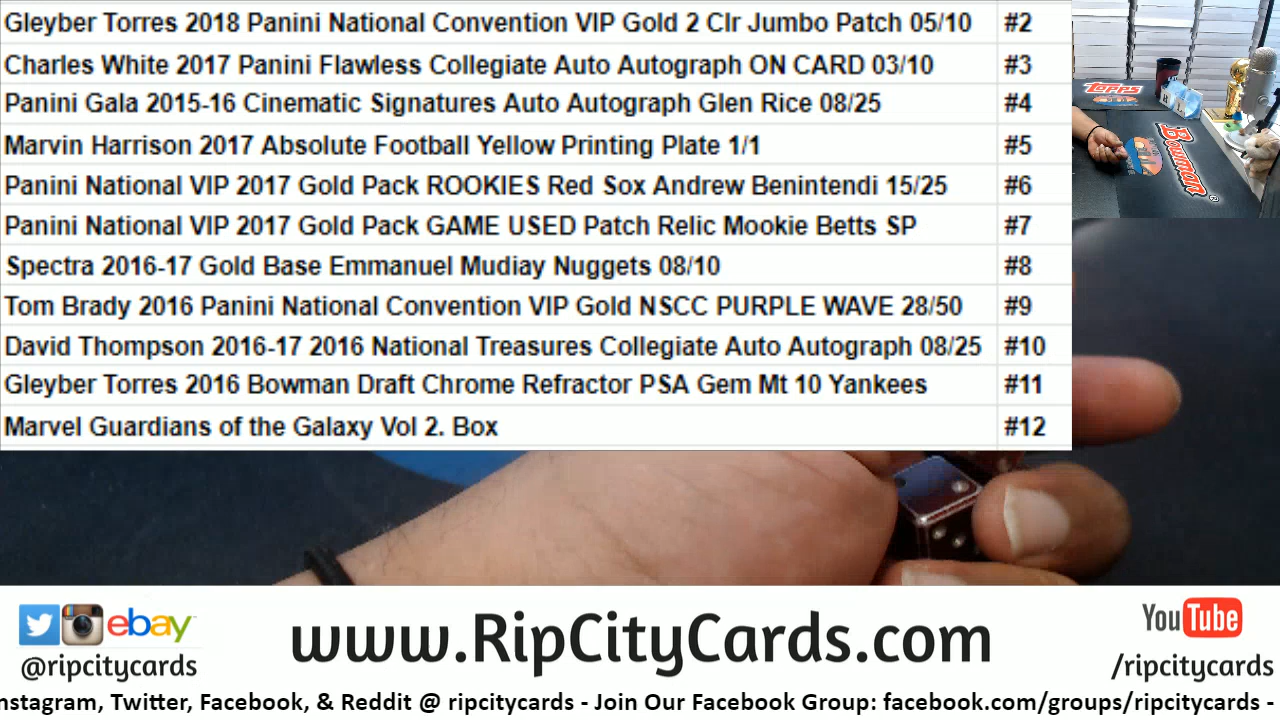 Gleyber Torres 2018 Panini National Convention VIP Gold 2 Clr Jumbo Patch 05/10 #2
Charles White 2017 Panini Flawless Collegiate Auto Autograph ON CARD 03/10 #3
Panini Gala 2015-16 Cinematic Signatures Auto Autograph Glen Rice 08/25 #4
Marvin Harrison 2017 Absolute Football Yellow Printing Plate 1/1 #5
Panini National VIP 2017 Gold Pack ROOKIES Red Sox Andrew Benintendi 15/25 #6
Panini National VIP 2017 Gold Pack GAME USED Patch Relic Mookie Betts SP #7
Spectra 2016-17 Gold Base Emmanuel Mudiay Nuggets 08/10 #8
Tom Brady 2016 Panini National Convention VIP Gold NSCC PURPLE WAVE 28/50 #9
David Thompson 2016-17 2016 National Treasures Collegiate Auto Autograph 08/25 #10
Gleyber Torres 2016 Bowman Draft Chrome Refractor PSA Gem Mt 10 Yankees #11
Marvel Guardians of the Galaxy Vol 2. Box #12
Topps
Bowman ®
ebay
@ripcitycards
www.RipCityCards.com
YouTube
/ripcitycards
nstagram, Twitter, Facebook, & Reddit @ ripcitycards - Join Our Facebook Group: facebook.com/groups/ripcitycards -